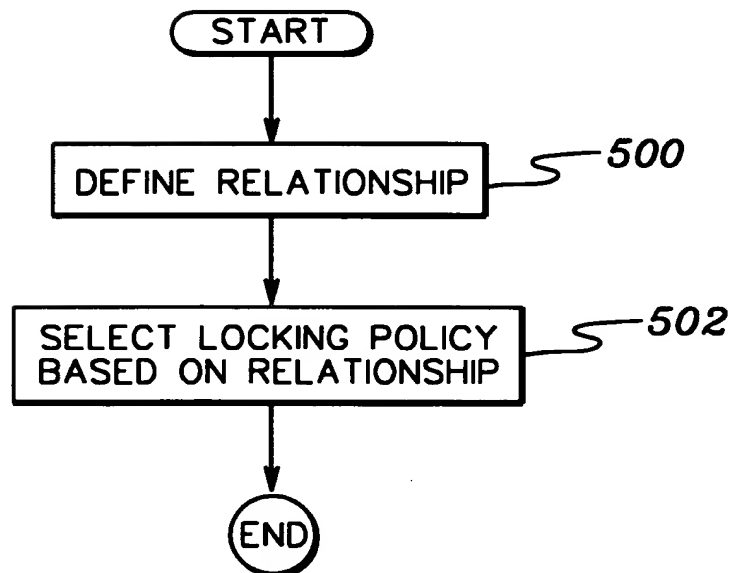 START
DEFINE RELATIONSHIP
500
SELECT LOCKING POLICY
BASED ON RELATIONSHIP
502
END